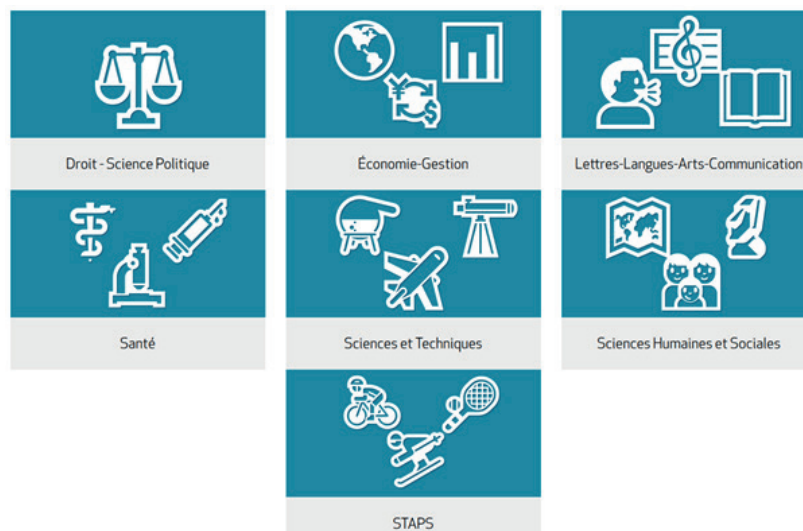 Droit - Science Politique
Économie-Gestion
Lettres-Langues-Arts-Communication
Santé
Sciences et Techniques
Sciences Humaines et Sociales
STAPS